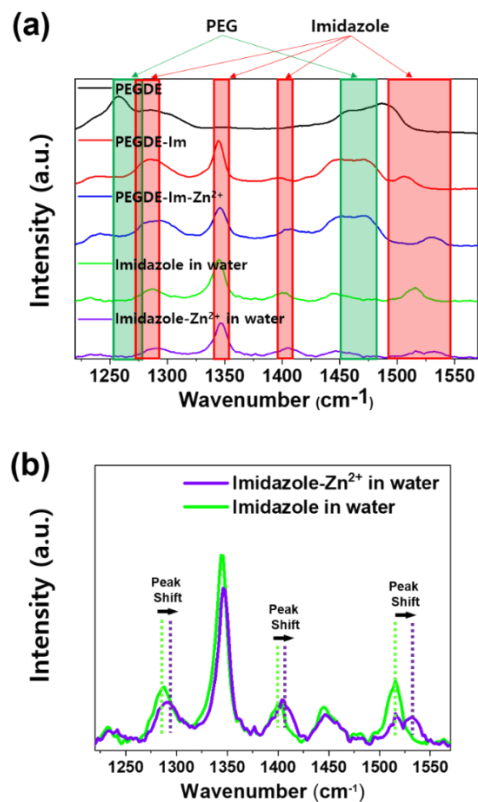 (a)
PEG
Imidazole
PEGDE
PEGDE-Im
PEGDE-Im-Zn²⁺
Imidazole in water
Imidazole-Zn²⁺ in water
Intensity (a.u.)
1250 1300 1350 1400 1450 1500 1550
Wavenumber (cm⁻¹)
(b)
Imidazole-Zn²⁺ in water
Imidazole in water
Peak
Shift
Peak
Shift
Peak
Shift
Intensity (a.u.)
1250 1300 1350 1400 1450 1500 1550
Wavenumber (cm⁻¹)